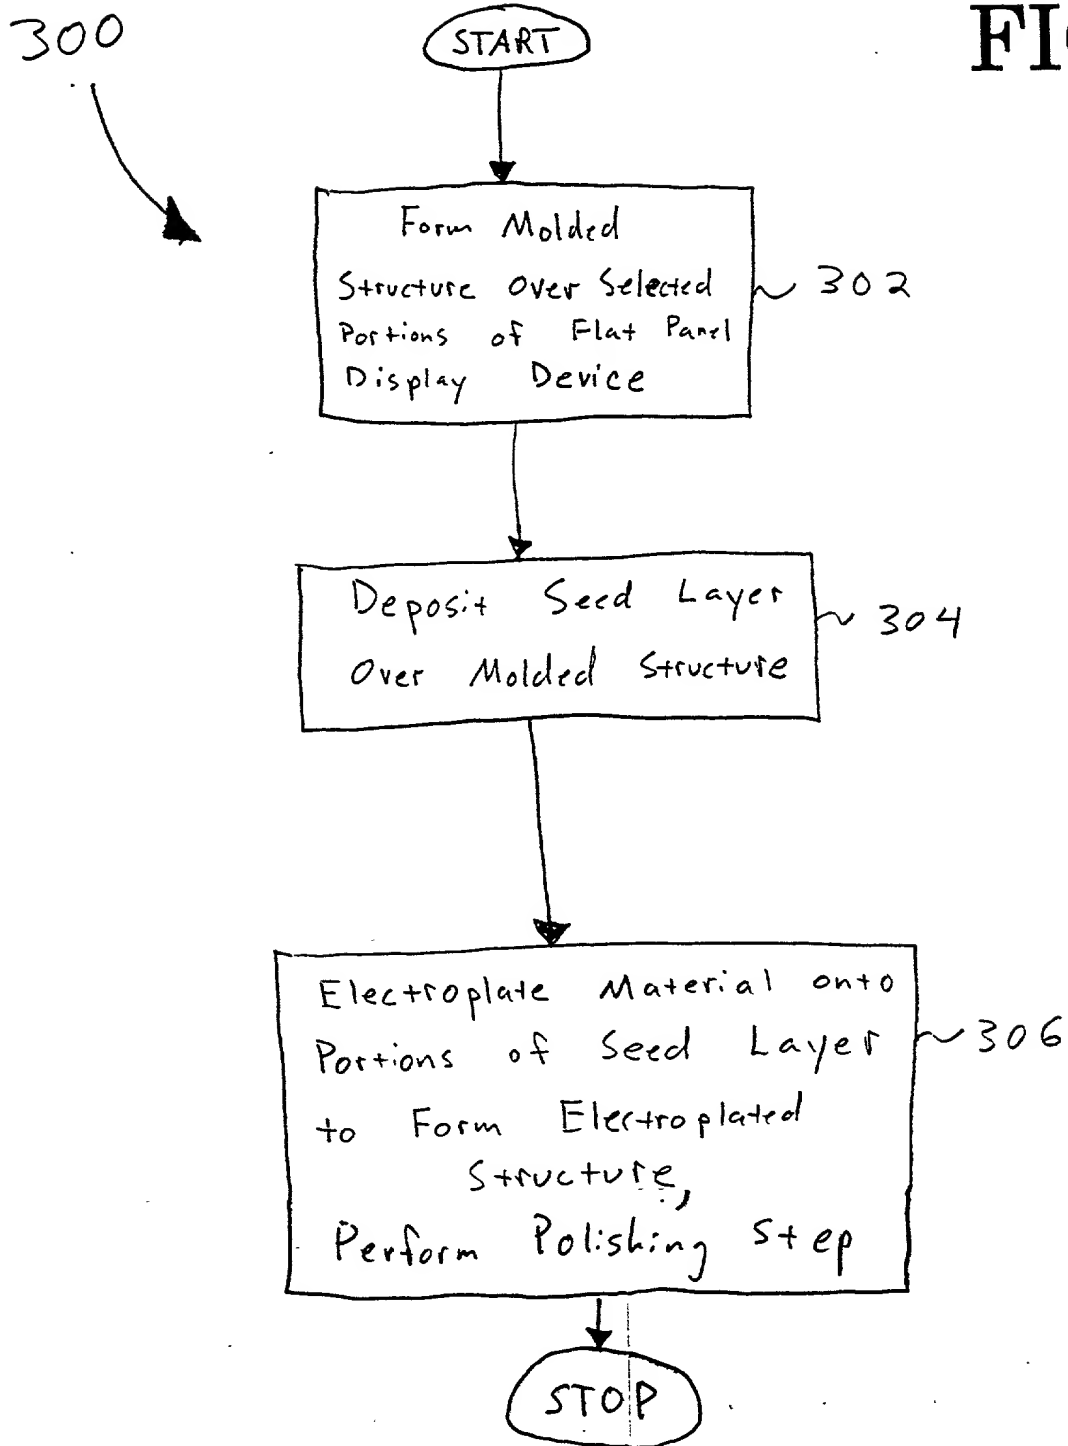 300
START
Form Molded
Structure Over Selected
Portions of Flat Panel
Display Device
302
Deposit Seed Layer
Over Molded Structure
304
Electroplate Material onto
Portions of Seed Layer
to Form Electroplated
Structure,
Perform Polishing Step
306
STOP